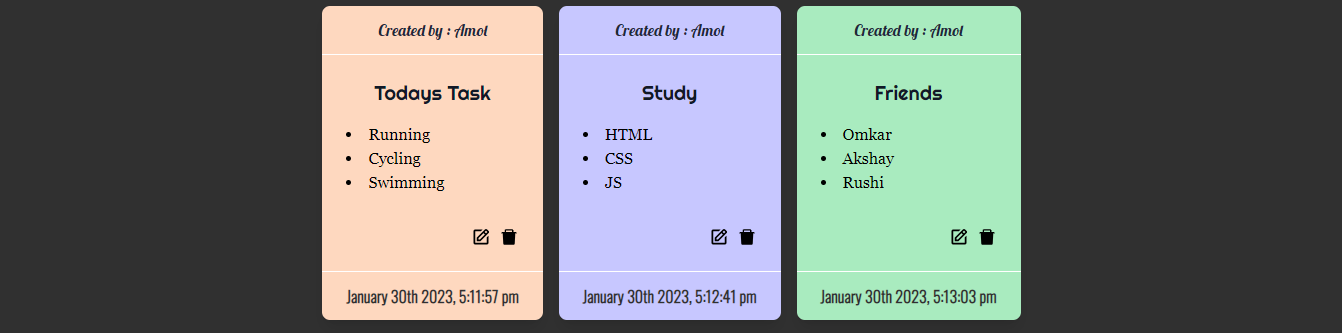 Created by : Amol
Todays Task
• Running
• Cycling
• Swimming
January 30th 2023, 5:11:57 pm
Created by : Amol
Study
• HTML
• CSS
• JS
January 30th 2023, 5:12:41 pm
Created by : Amol
Friends
• Omkar
• Akshay
• Rushi
January 30th 2023, 5:13:03 pm